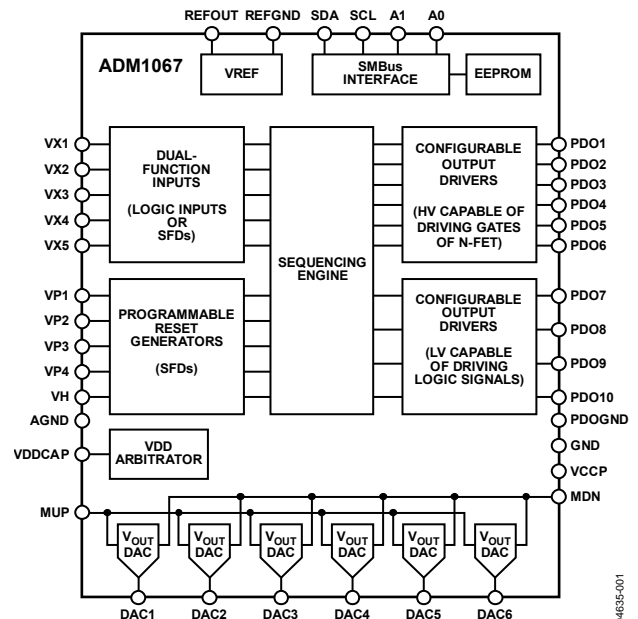 REFOUT REFGND SDA SCL A1 A0
ADM1067
VREF
SMBus
INTERFACE
EEPROM
VX1
VX2
VX3
VX4
VX5
DUAL-
FUNCTION
INPUTS
(LOGIC INPUTS
OR
SFDs)
VP1
VP2
VP3
VP4
VH
PROGRAMMABLE
RESET
GENERATORS
(SFDs)
AGND
VDDCAP
VDD
ARBITRATOR
SEQUENCING
ENGINE
CONFIGURABLE
OUTPUT
DRIVERS
(HV CAPABLE OF
DRIVING GATES
OF N-FET)
PDO1
PDO2
PDO3
PDO4
PDO5
PDO6
CONFIGURABLE
OUTPUT
DRIVERS
(LV CAPABLE
OF DRIVING
LOGIC SIGNALS)
PDO7
PDO8
PDO9
PDO10
PDOGND
GND
VCCP
MDN
MUP
VOUT
DAC
VOUT
DAC
VOUT
DAC
VOUT
DAC
VOUT
DAC
VOUT
DAC
DAC1 DAC2 DAC3 DAC4 DAC5 DAC6